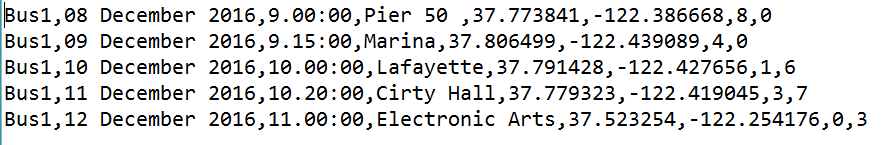 Bus1,08 December 2016,9.00:00,Pier 50 ,37.773841,-122.386668,8,0
Bus1,09 December 2016,9.15:00,Marina,37.806499,-122.439089,4,0
Bus1,10 December 2016,10.00:00,Lafayette,37.791428,-122.427656,1,6
Bus1,11 December 2016,10.20:00,Cirty Hall,37.779323,-122.419045,3,7
Bus1,12 December 2016,11.00:00,Electronic Arts,37.523254,-122.254176,0,3